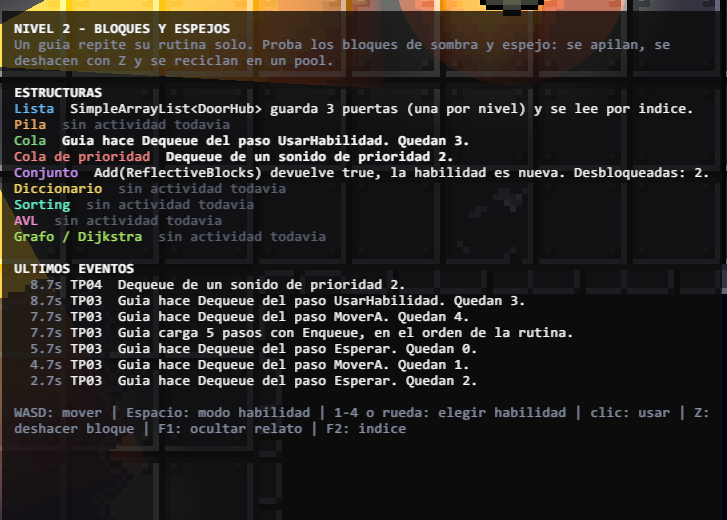 NIVEL 2 - BLOQUES Y ESPEJOS
Un guia repite su rutina solo. Proba los bloques de sombra y espejo: se apilan, se
deshacen con Z y se reciclan en un pool.
ESTRUCTURAS
Lista SimpleArrayList<DoorHub> guarda 3 puertas (una por nivel) y se lee por indice.
Pila sin actividad todavia
Cola Guia hace Dequeue del paso UsarHabilidad. Quedan 3.
Cola de prioridad Dequeue de un sonido de prioridad 2.
Conjunto Add(ReflectiveBlocks) devuelve true, la habilidad es nueva. Desbloqueadas: 2.
Diccionario sin actividad todavia
Sorting sin actividad todavia
AVL sin actividad todavia
Grafo / Dijkstra sin actividad todavia
ULTIMOS EVENTOS
8.7s TP04 Dequeue de un sonido de prioridad 2.
8.7s TP03 Guia hace Dequeue del paso UsarHabilidad. Quedan 3.
7.7s TP03 Guia hace Dequeue del paso MoverA. Quedan 4.
7.7s TP03 Guia carga 5 pasos con Enqueue, en el orden de la rutina.
5.7s TP03 Guia hace Dequeue del paso Esperar. Quedan 0.
4.7s TP03 Guia hace Dequeue del paso MoverA. Quedan 1.
2.7s TP03 Guia hace Dequeue del paso Esperar. Quedan 2.
WASD: mover | Espacio: modo habilidad | 1-4 o rueda: elegir habilidad | clic: usar | Z:
deshacer bloque | F1: ocultar relato | F2: indice